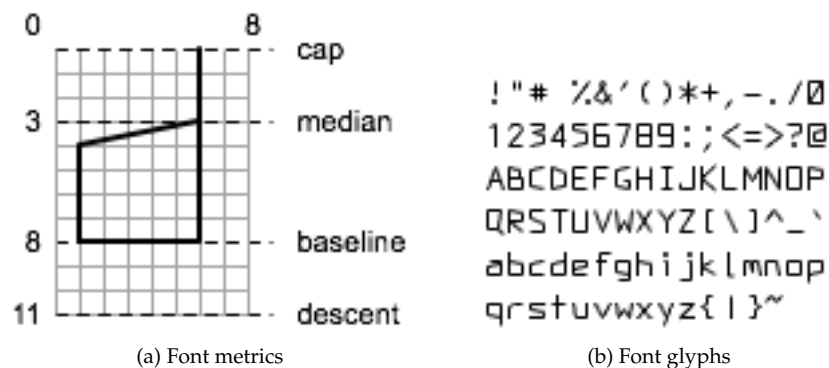 0 8
cap
3 median
8 baseline
11 descent
(a) Font metrics
!"# %&'()*+,-./0
123456789:;<=>?@
ABCDEFGHIJKLMNOP
QRSTUVWXYZ[\]^_`
abcdefghijklmnop
qrstuvwxyz{|}~
(b) Font glyphs